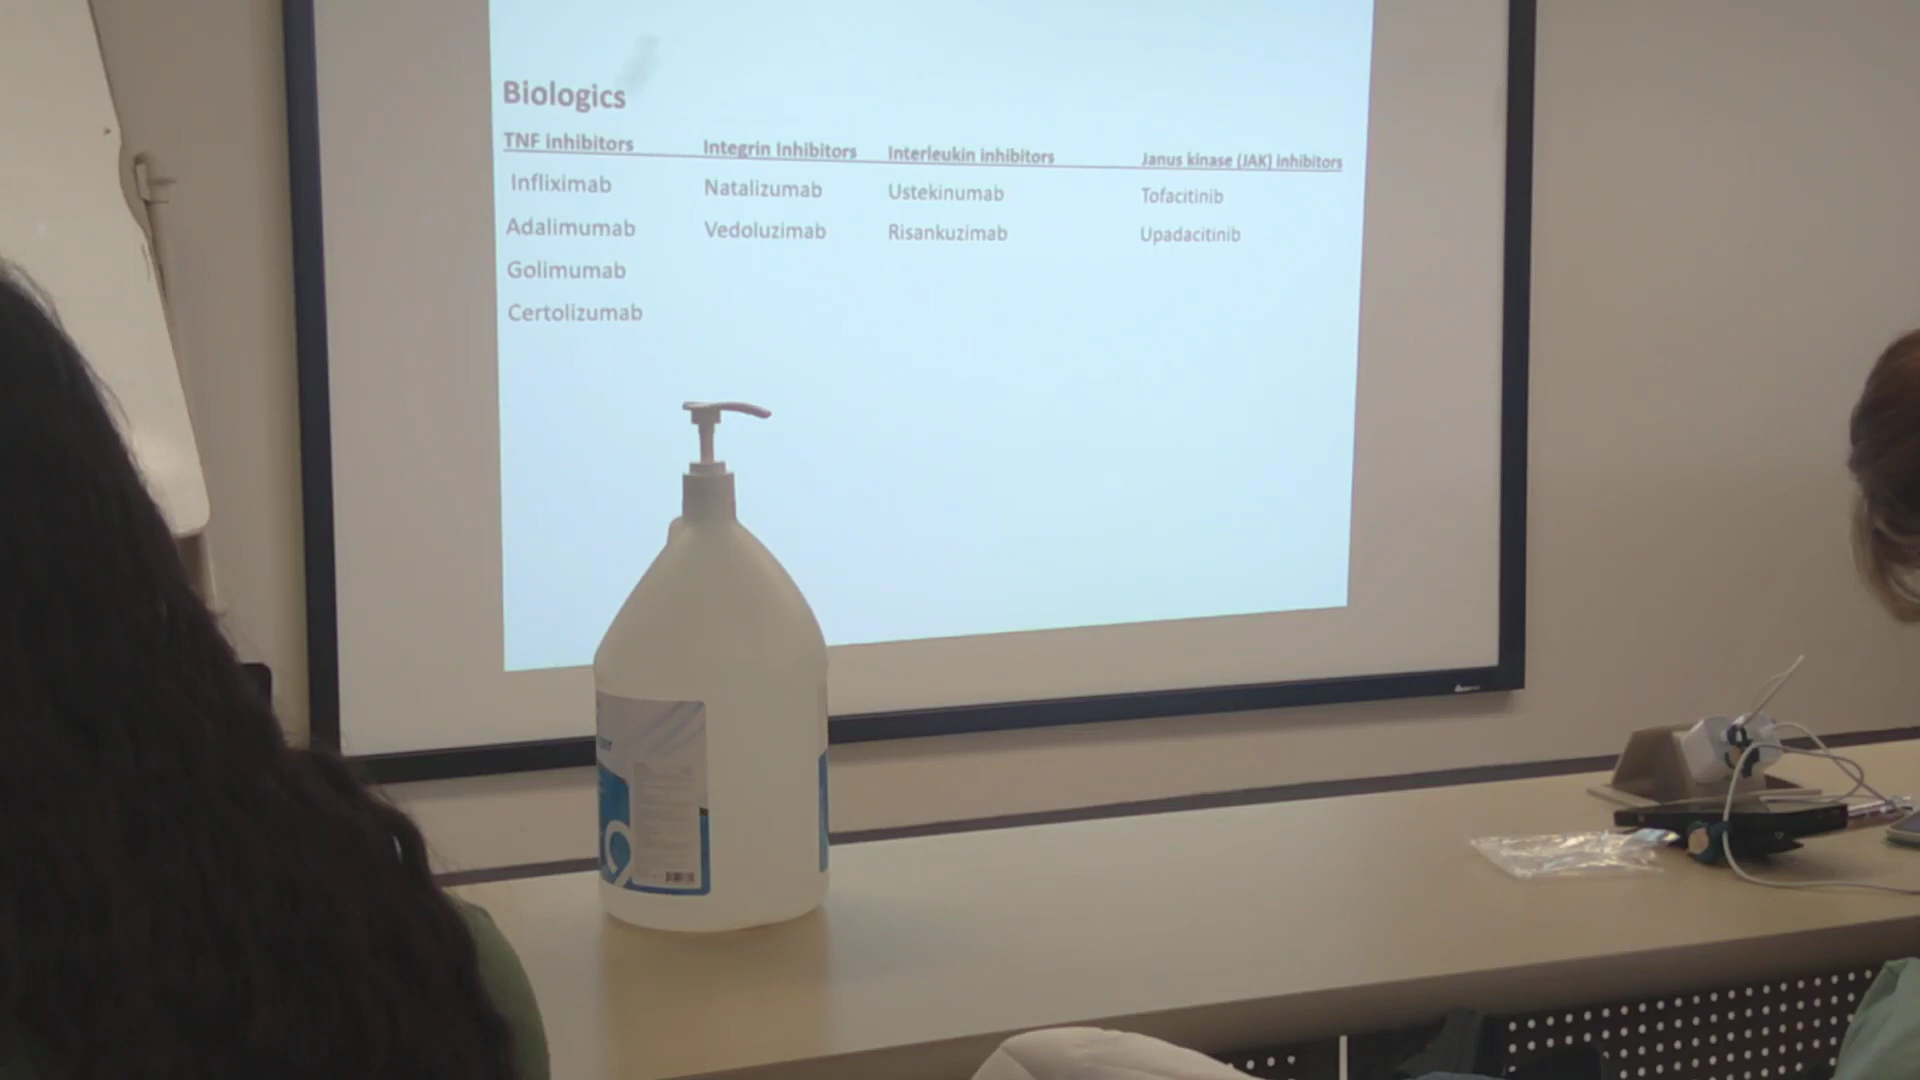 Biologics
TNF inhibitors Integrin Inhibitors Interleukin inhibitors Janus kinase (JAK) inhibitors
Infliximab Natalizumab Ustekinumab Tofacitinib
Adalimumab Vedoluzimab Risankuzimab Upadacitinib
Golimumab
Certolizumab